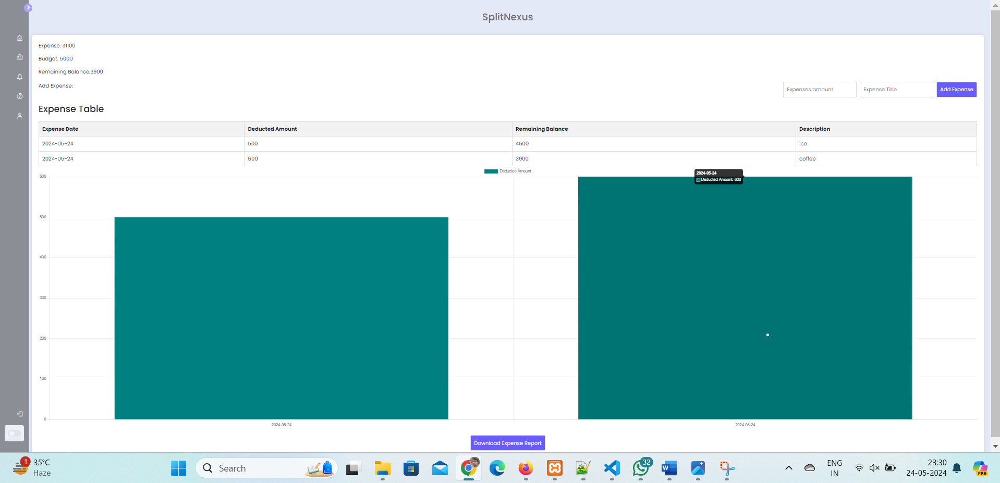 SplitNexus
Expense: ₹1100
Budget: 5000
Remaining Balance:3900
Add Expense:
Expenses amount
Expense Title
Add Expense
Expense Table
Expense Date Deducted Amount Remaining Balance Description
2024-05-24 500 4500 ice
2024-05-24 600 3900 coffee
Deducted Amount
2024-05-24
Deducted Amount: 600
600
500
400
300
200
100
0
2024-05-24 2024-05-24
Download Expense Report
1
35°C
Haze
Search
32
W
PRE
ENG
IN
23:30
24-05-2024